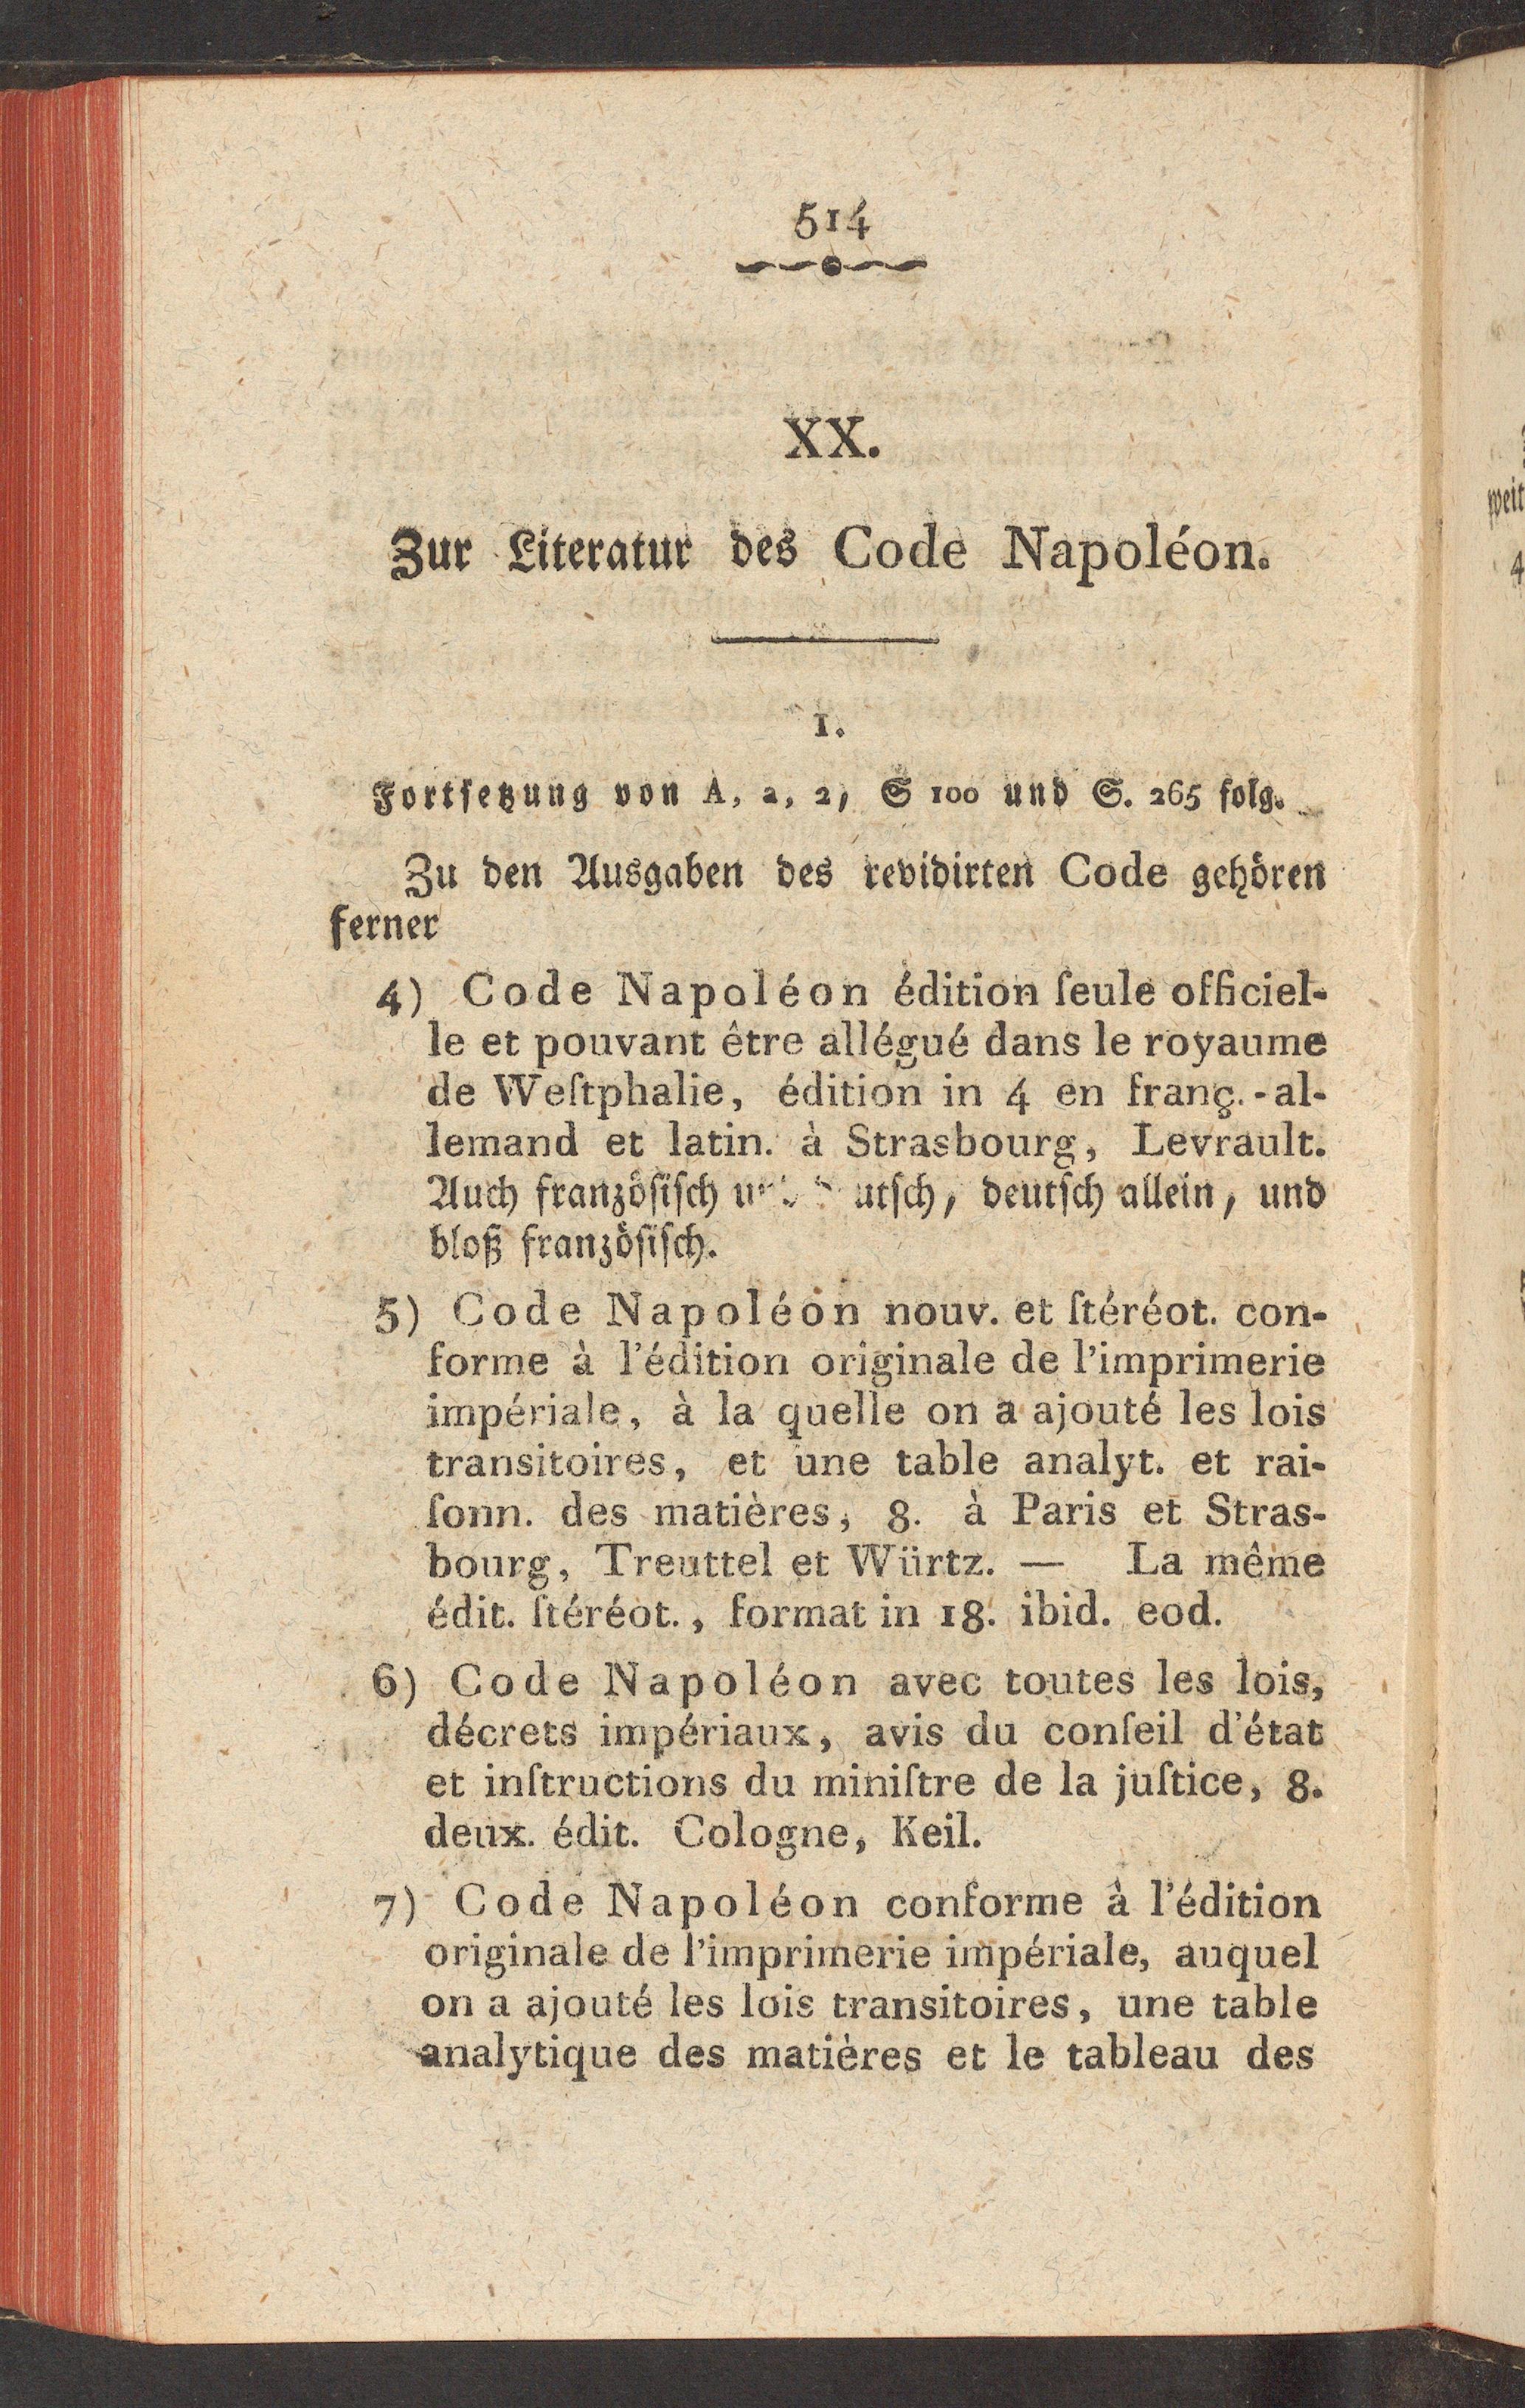 514
XX.
Zur Literatur des Code Napoléon.
1.
Fortsetzung von A, a, 2, S 100 und S. 265 folg.
Zu den Ausgaben des revidirten Code gehören
ferner
4) Code Napoléon édition ſeule officiel-
le et pouvant être allégué dans le royaume
de Weſtphalie, édition in 4 en franç.-al-
lemand et latin. à Strasbourg, Levrault.
Auch französiſch utſch, deutſch allein, und
bloß französiſch.
5) Code Napoléon nouv. et ſtéréot. con-
forme à l'édition originale de l'imprimerie
impériale, à la quelle on a ajouté les lois
transitoires, et une table analyt. et rai-
ſonn. des matières, 8. à Paris et Stras-
bourg, Treuttel et Würtz. — La même
édit. ſtéréot., format in 18. ibid. eod.
6) Code Napoléon avec toutes les lois,
décrets impériaux, avis du conſeil d'état
et inſtructions du miniſtre de la juſtice, 8.
deux. édit. Cologne, Keil.
7) Code Napoléon conforme à l'édition
originale de l'imprimerie impériale, auquel
on a ajouté les lois transitoires, une table
analytique des matières et le tableau des
weit
4